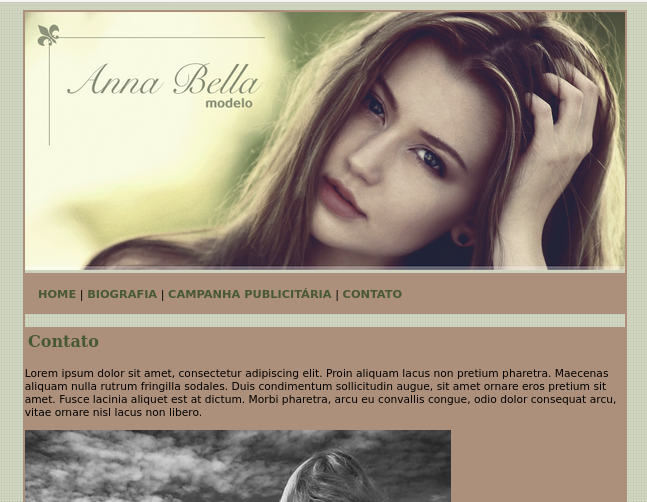 Anna Bella
modelo
HOME | BIOGRAFIA | CAMPANHA PUBLICITÁRIA | CONTATO
Contato
Lorem ipsum dolor sit amet, consectetur adipiscing elit. Proin aliquam lacus non pretium pharetra. Maecenas
aliquam nulla rutrum fringilla sodales. Duis condimentum sollicitudin augue, sit amet ornare eros pretium sit
amet. Fusce lacinia aliquet est at dictum. Morbi pharetra, arcu eu convallis congue, odio dolor consequat arcu,
vitae ornare nisl lacus non libero.